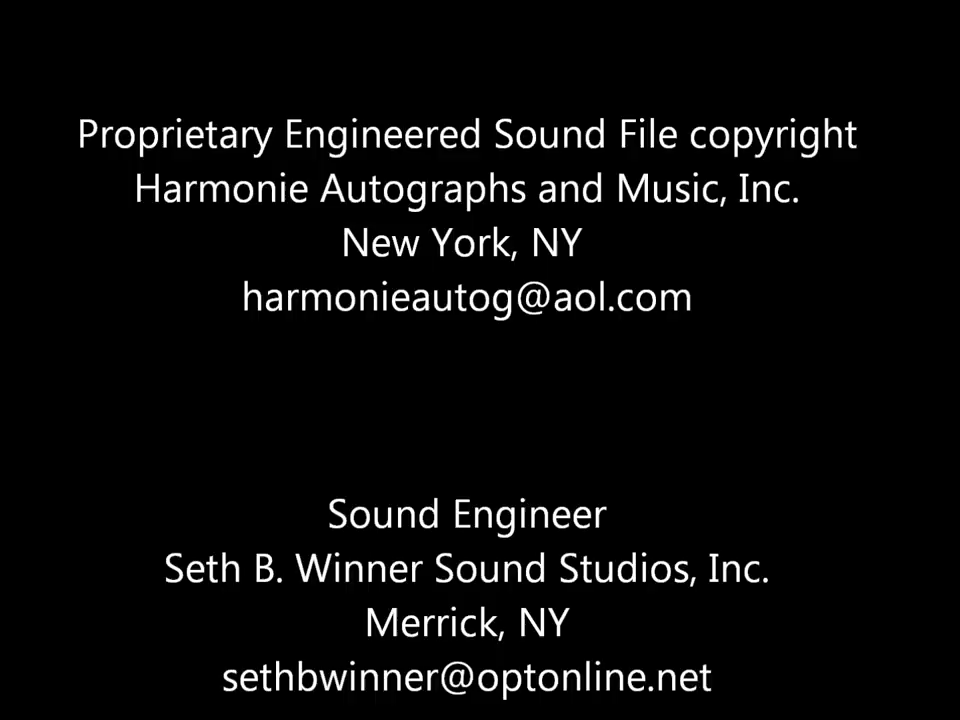 Proprietary Engineered Sound File copyright
Harmonie Autographs and Music, Inc.
New York, NY
harmonieautog@aol.com
Sound Engineer
Seth B. Winner Sound Studios, Inc.
Merrick, NY
sethbwinner@optonline.net